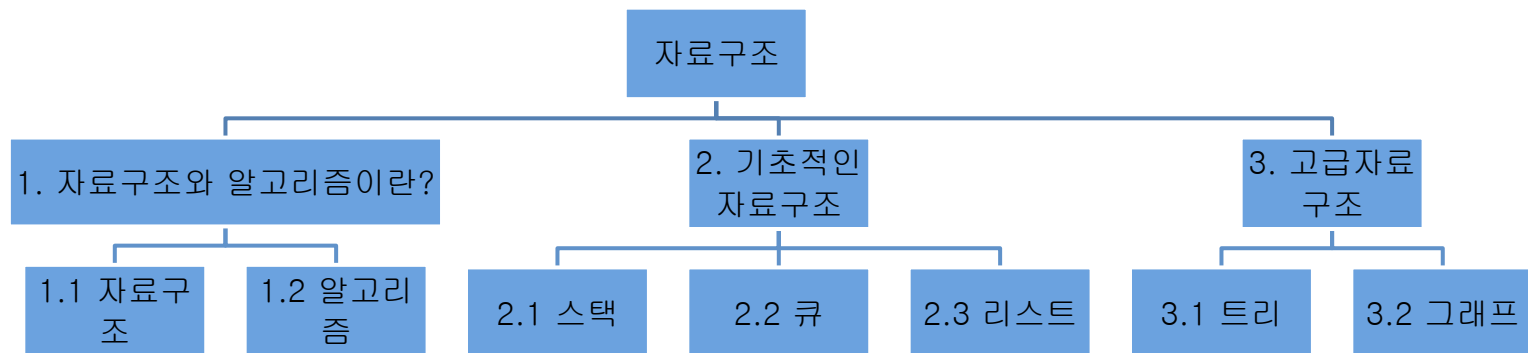 자료구조
1. 자료구조와 알고리즘이란?
2. 기초적인
자료구조
3. 고급자료
구조
1.1 자료구
조
1.2 알고리
즘
2.1 스택
2.2 큐
2.3 리스트
3.1 트리
3.2 그래프